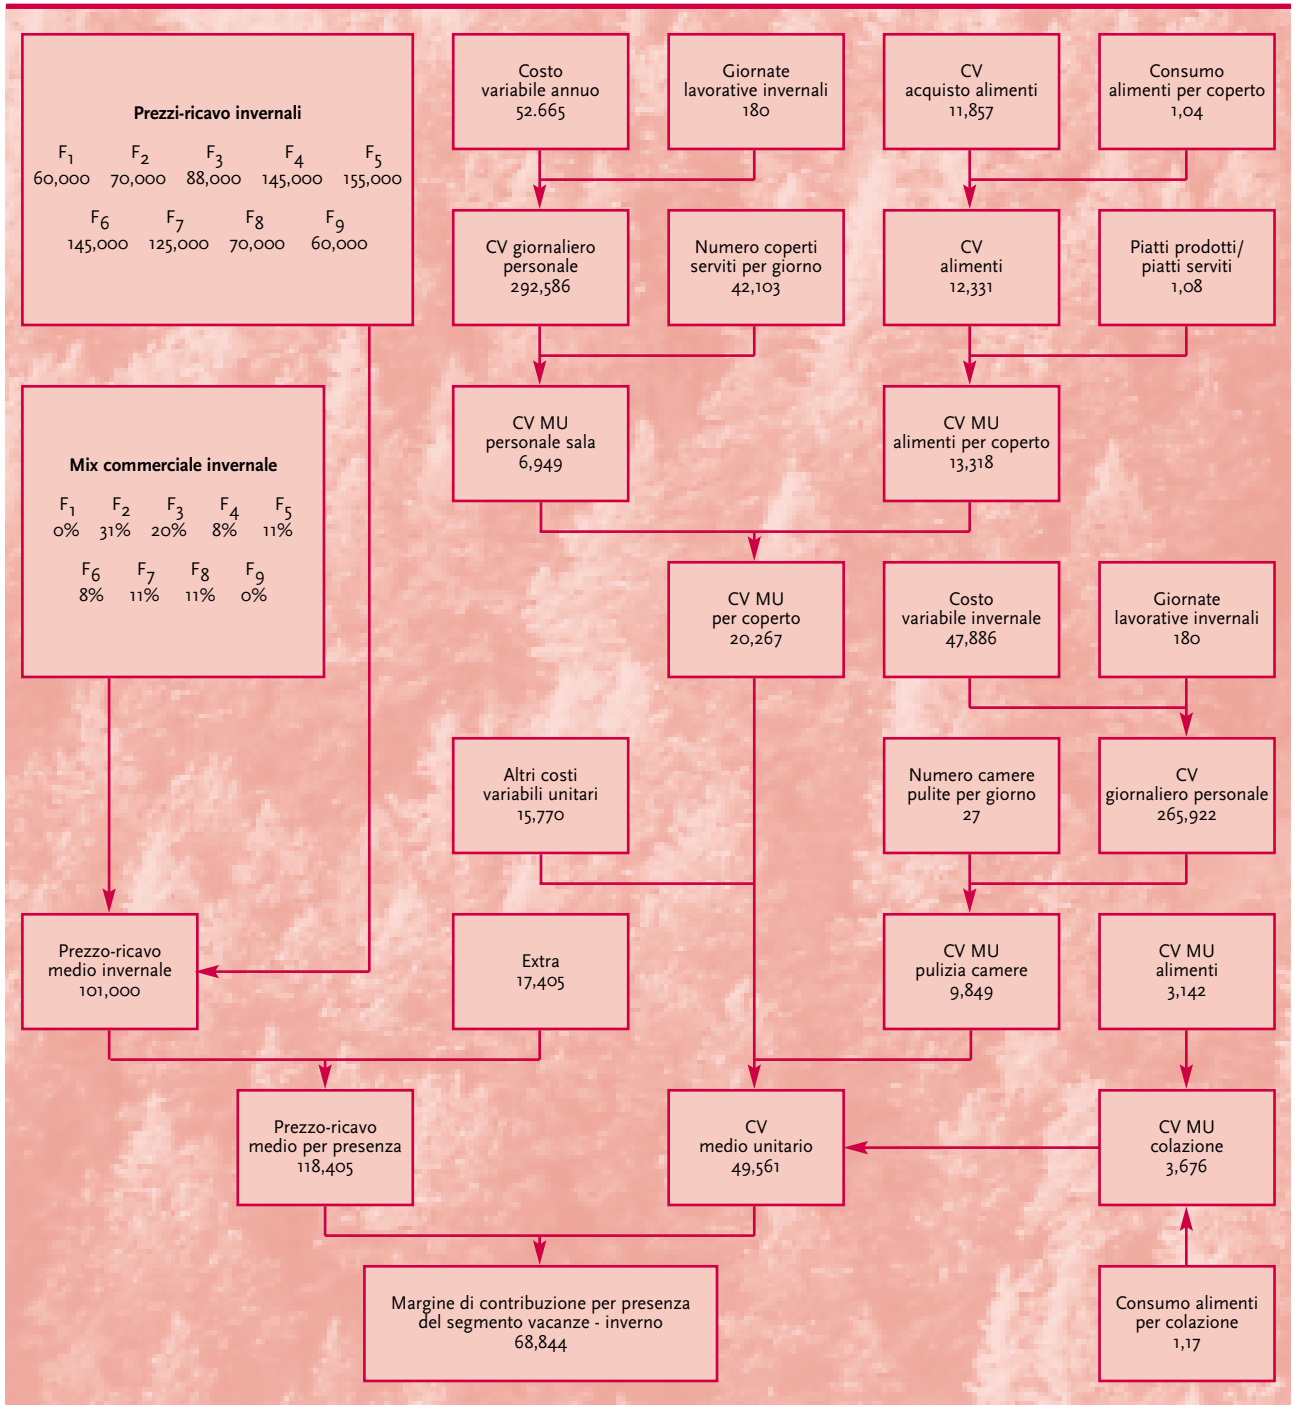 Prezzi-ricavo invernali
F1 F2 F3 F4 F5
60,000 70,000 88,000 145,000 155,000
F6 F7 F8 F9
145,000 125,000 70,000 60,000
Costo
variabile annuo
52.665
Giornate
lavorative invernali
180
CV
acquisto alimenti
11,857
Consumo
alimenti per coperto
1,04
CV giornaliero
personale
292,586
Numero coperti
serviti per giorno
42,103
CV
alimenti
12,331
Piatti prodotti/
piatti serviti
1,08
Mix commerciale invernale
F1 F2 F3 F4 F5
0% 31% 20% 8% 11%
F6 F7 F8 F9
8% 11% 11% 0%
CV MU
personale sala
6,949
CV MU
alimenti per coperto
13,318
CV MU
per coperto
20,267
Costo
variabile invernale
47,886
Giornate
lavorative invernali
180
Altri costi
variabili unitari
15,770
Numero camere
pulite per giorno
27
CV
giornaliero personale
265,922
Prezzo-ricavo
medio invernale
101,000
Extra
17,405
CV MU
pulizia camere
9,849
CV MU
alimenti
3,142
Prezzo-ricavo
medio per presenza
118,405
CV
medio unitario
49,561
CV MU
colazione
3,676
Margine di contribuzione per presenza
del segmento vacanze - inverno
68,844
Consumo alimenti
per colazione
1,17